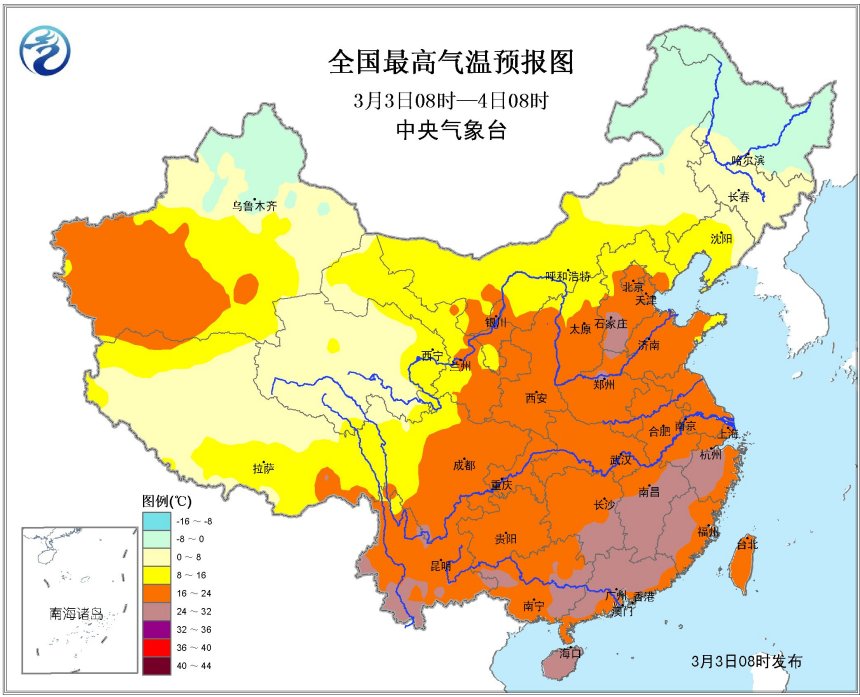 全国最高气温预报图
3月3日08时—4日08时
中央气象台
哈尔滨
长春
乌鲁木齐
沈阳
呼和浩特
北京
天津
银川
太原
石家庄
济南
西宁
兰州
西安
郑州
合肥
南京
上海
杭州
拉萨
成都
重庆
武汉
南昌
长沙
贵阳
福州
台北
昆明
南宁
广州
香港
澳门
海口
图例(℃)
-16 ~ -8
-8 ~ 0
0 ~ 8
8 ~ 16
16 ~ 24
24 ~ 32
32 ~ 36
36 ~ 40
40 ~ 44
南海诸岛
3月3日08时发布